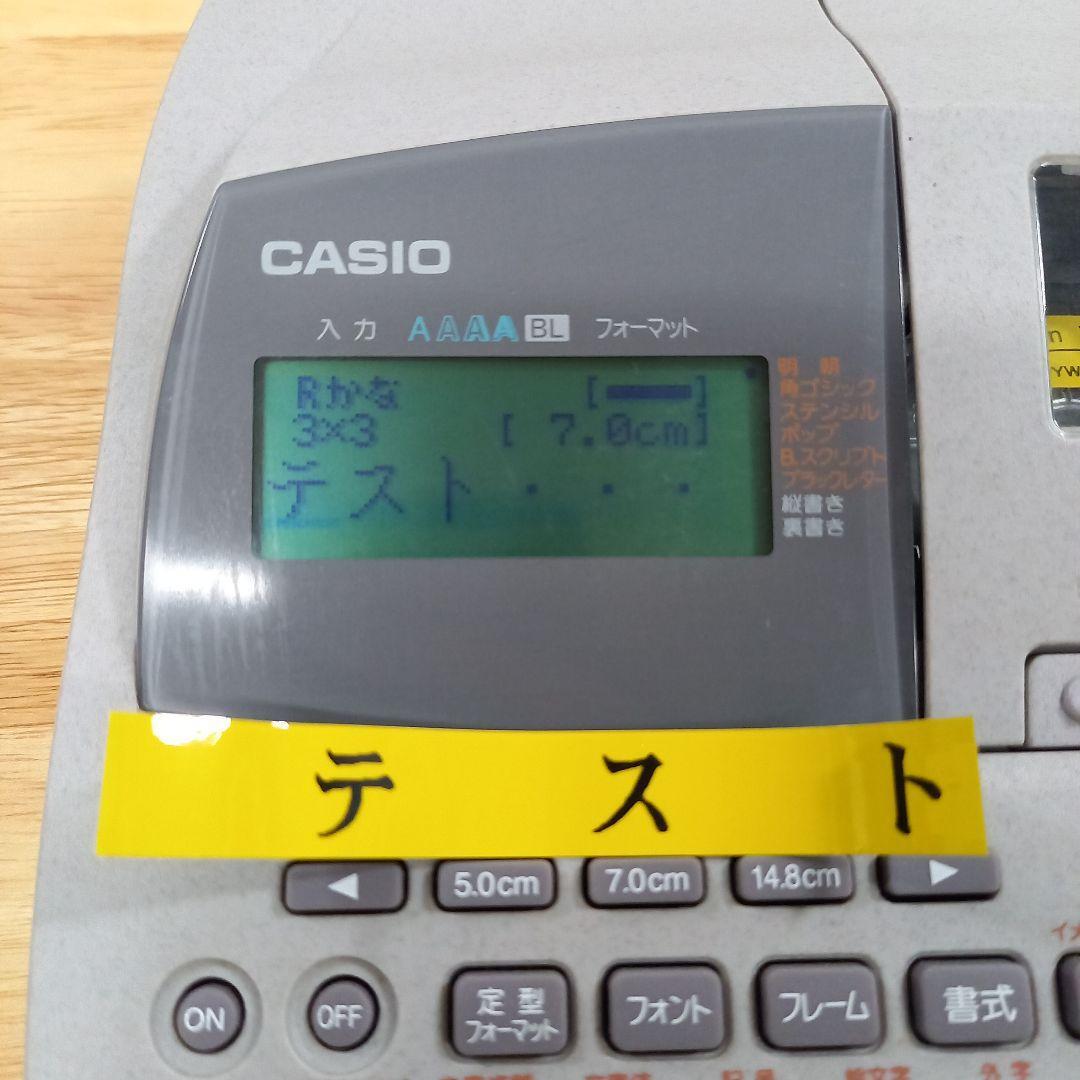 CASIO
入力 AAAA BL フォーマット
Rかな [ ]
3×3 [ 7.0cm]
テスト・・・
明朝
角ゴシック
ステンシル
ポップ
B.スクリプト
ブラックレター
縦書き
裏書き
YW
テスト
◀ 5.0cm 7.0cm 14.8cm ▶
ON OFF 定型フォーマット フォント フレーム 書式